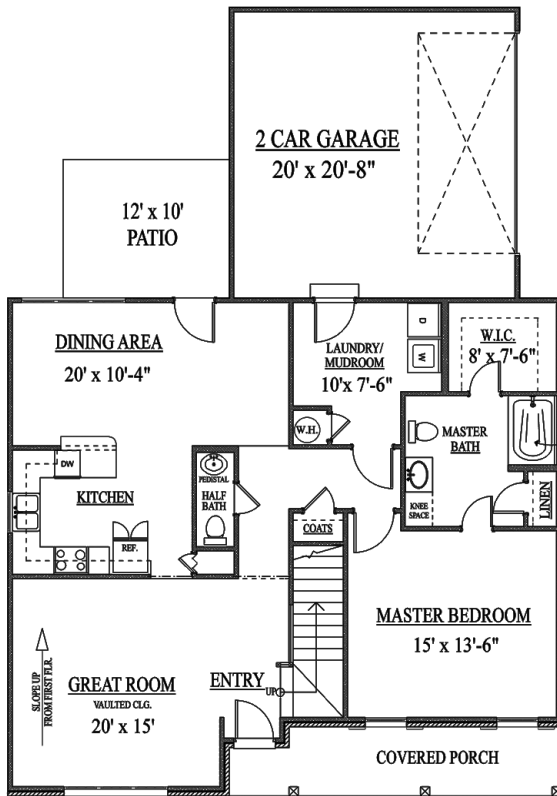 2 CAR GARAGE
20' x 20'-8"
12' x 10'
PATIO
DINING AREA
20' x 10'-4"
LAUNDRY/
MUDROOM
10'x 7'-6"
D
W
W.I.C.
8' x 7'-6"
W.H.
MASTER
BATH
KNEE
SPACE
LINEN
DW
KITCHEN
REF.
PEDISTAL
HALF
BATH
COATS
MASTER BEDROOM
15' x 13'-6"
SLOPE UP
FROM FIRST FLR.
GREAT ROOM
VAULTED CLG.
20' x 15'
ENTRY
UP
COVERED PORCH